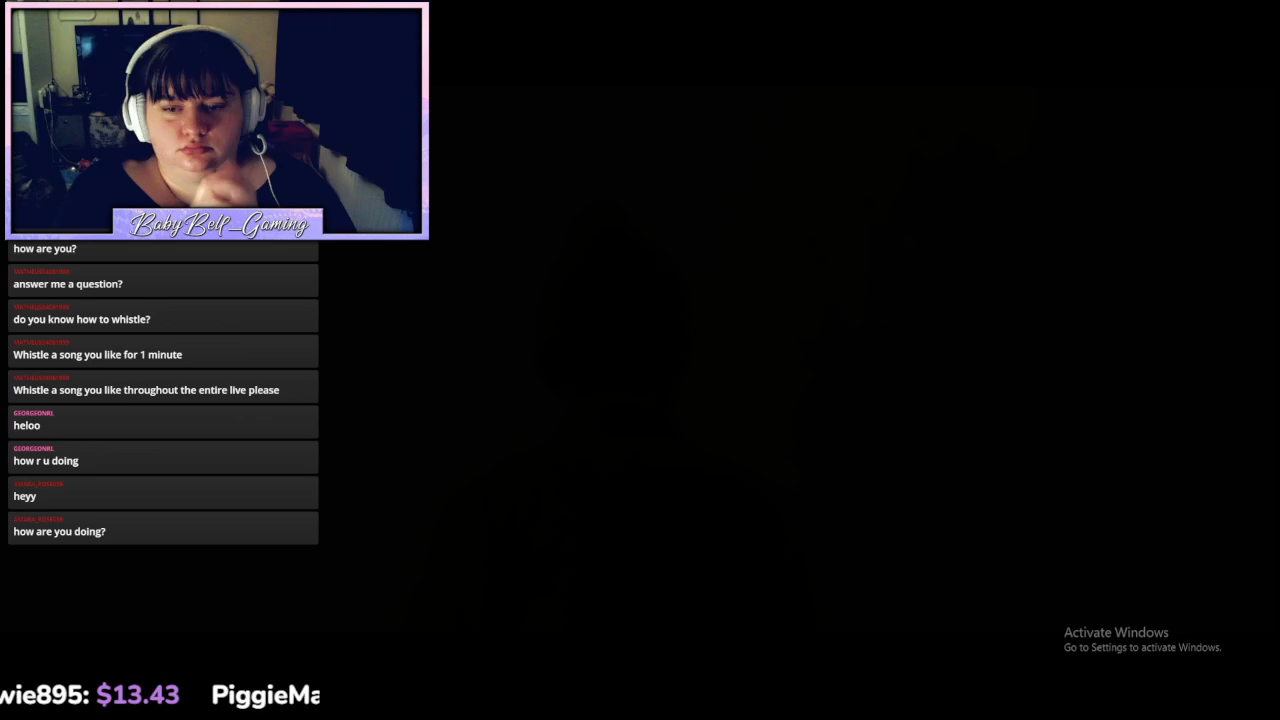 BabyBelf_Gaming
how are you?
answer me a question?
do you know how to whistle?
Whistle a song you like for 1 minute
Whistle a song you like throughout the entire live please
GEORGEONRL
heloo
GEORGEONRL
how r u doing
heyy
how are you doing?
Activate Windows
Go to Settings to activate Windows.
wie895: $13.43 PiggieMa